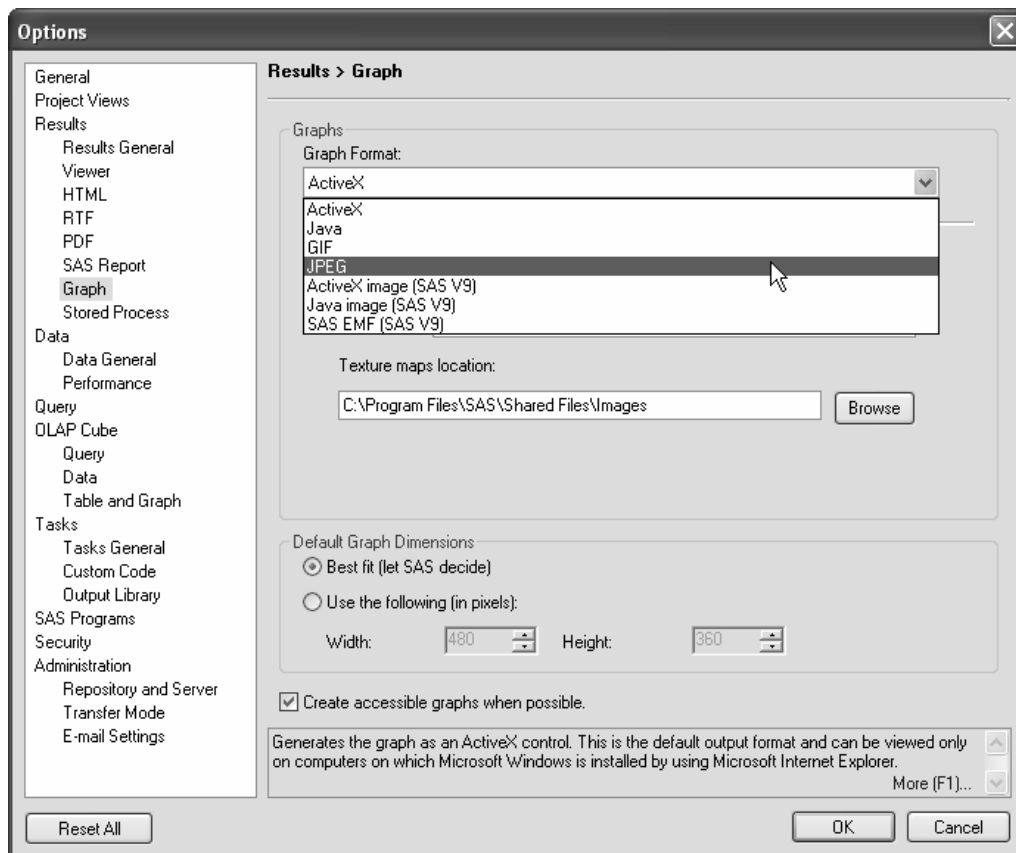 Options
General
Project Views
Results
Results General
Viewer
HTML
RTF
PDF
SAS Report
Graph
Stored Process
Data
Data General
Performance
Query
OLAP Cube
Query
Data
Table and Graph
Tasks
Tasks General
Custom Code
Output Library
SAS Programs
Security
Administration
Repository and Server
Transfer Mode
E-mail Settings
Reset All
Results > Graph
Graphs
Graph Format:
ActiveX
ActiveX
Java
GIF
JPEG
ActiveX image (SAS V9)
Java image (SAS V9)
SAS EMF (SAS V9)
Texture maps location:
C:\Program Files\SAS\Shared Files\Images
Browse
Default Graph Dimensions
Best fit (let SAS decide)
Use the following (in pixels):
Width: 480 Height: 360
Create accessible graphs when possible.
Generates the graph as an ActiveX control. This is the default output format and can be viewed only
on computers on which Microsoft Windows is installed by using Microsoft Internet Explorer.
More (F1)...
OK Cancel